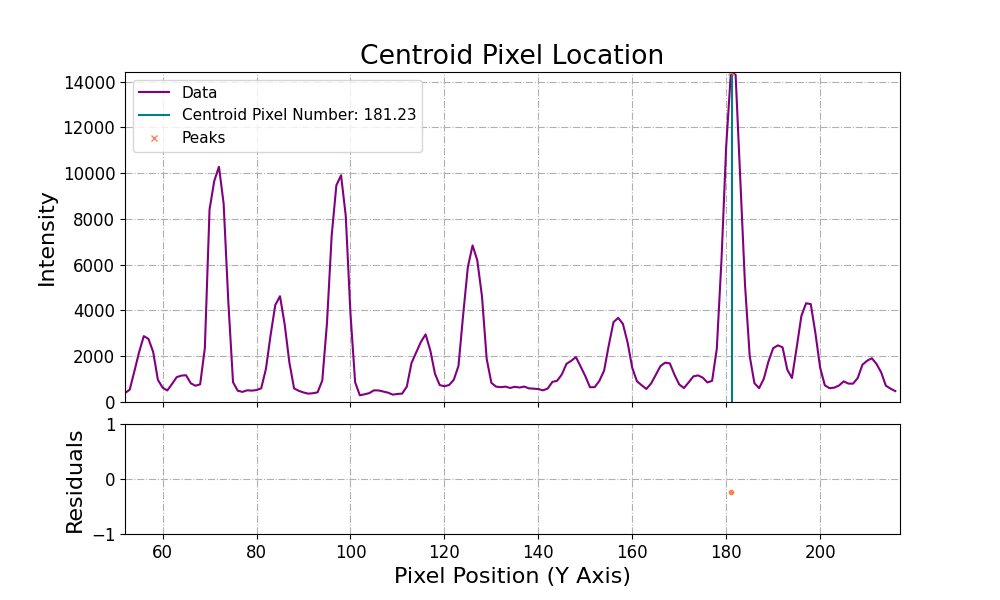 Centroid Pixel Location
Data
Centroid Pixel Number: 181.23
Peaks
Intensity
14000
12000
10000
8000
6000
4000
2000
0
Residuals
1
0
−1
60 80 100 120 140 160 180 200
Pixel Position (Y Axis)